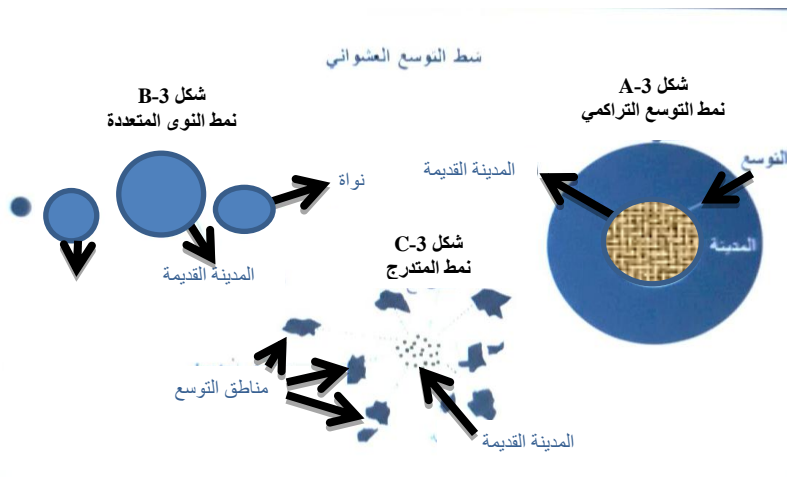 نمط التوسع العشوائي
شكل A-3
نمط التوسع التراكمي
التوسع
المدينة القديمة
المدينة
شكل B-3
نمط النوى المتعددة
نواة
المدينة القديمة
شكل C-3
نمط المتدرج
مناطق التوسع
المدينة القديمة